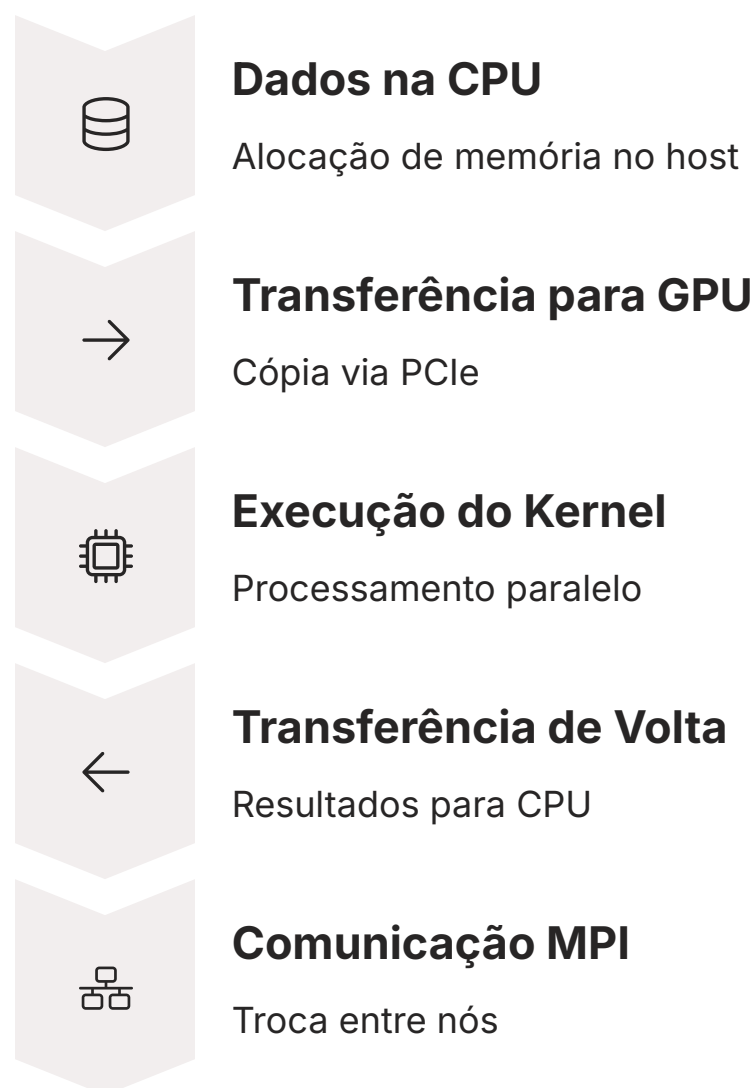 Dados na CPU
Alocação de memória no host
Transferência para GPU
Cópia via PCIe
Execução do Kernel
Processamento paralelo
Transferência de Volta
Resultados para CPU
Comunicação MPI
Troca entre nós